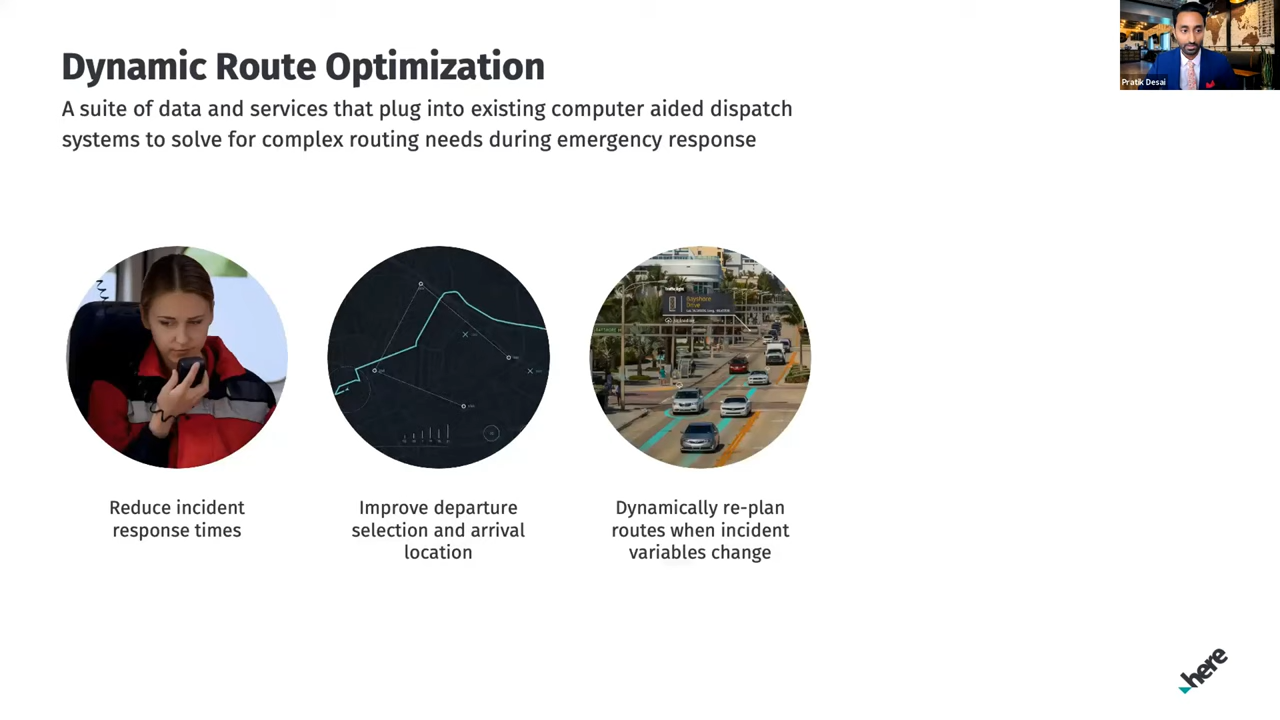 Dynamic Route Optimization
A suite of data and services that plug into existing computer aided dispatch
systems to solve for complex routing needs during emergency response
Pratik Desai
Bayshore
Drive
Reduce incident
response times
Improve departure
selection and arrival
location
Dynamically re-plan
routes when incident
variables change
here